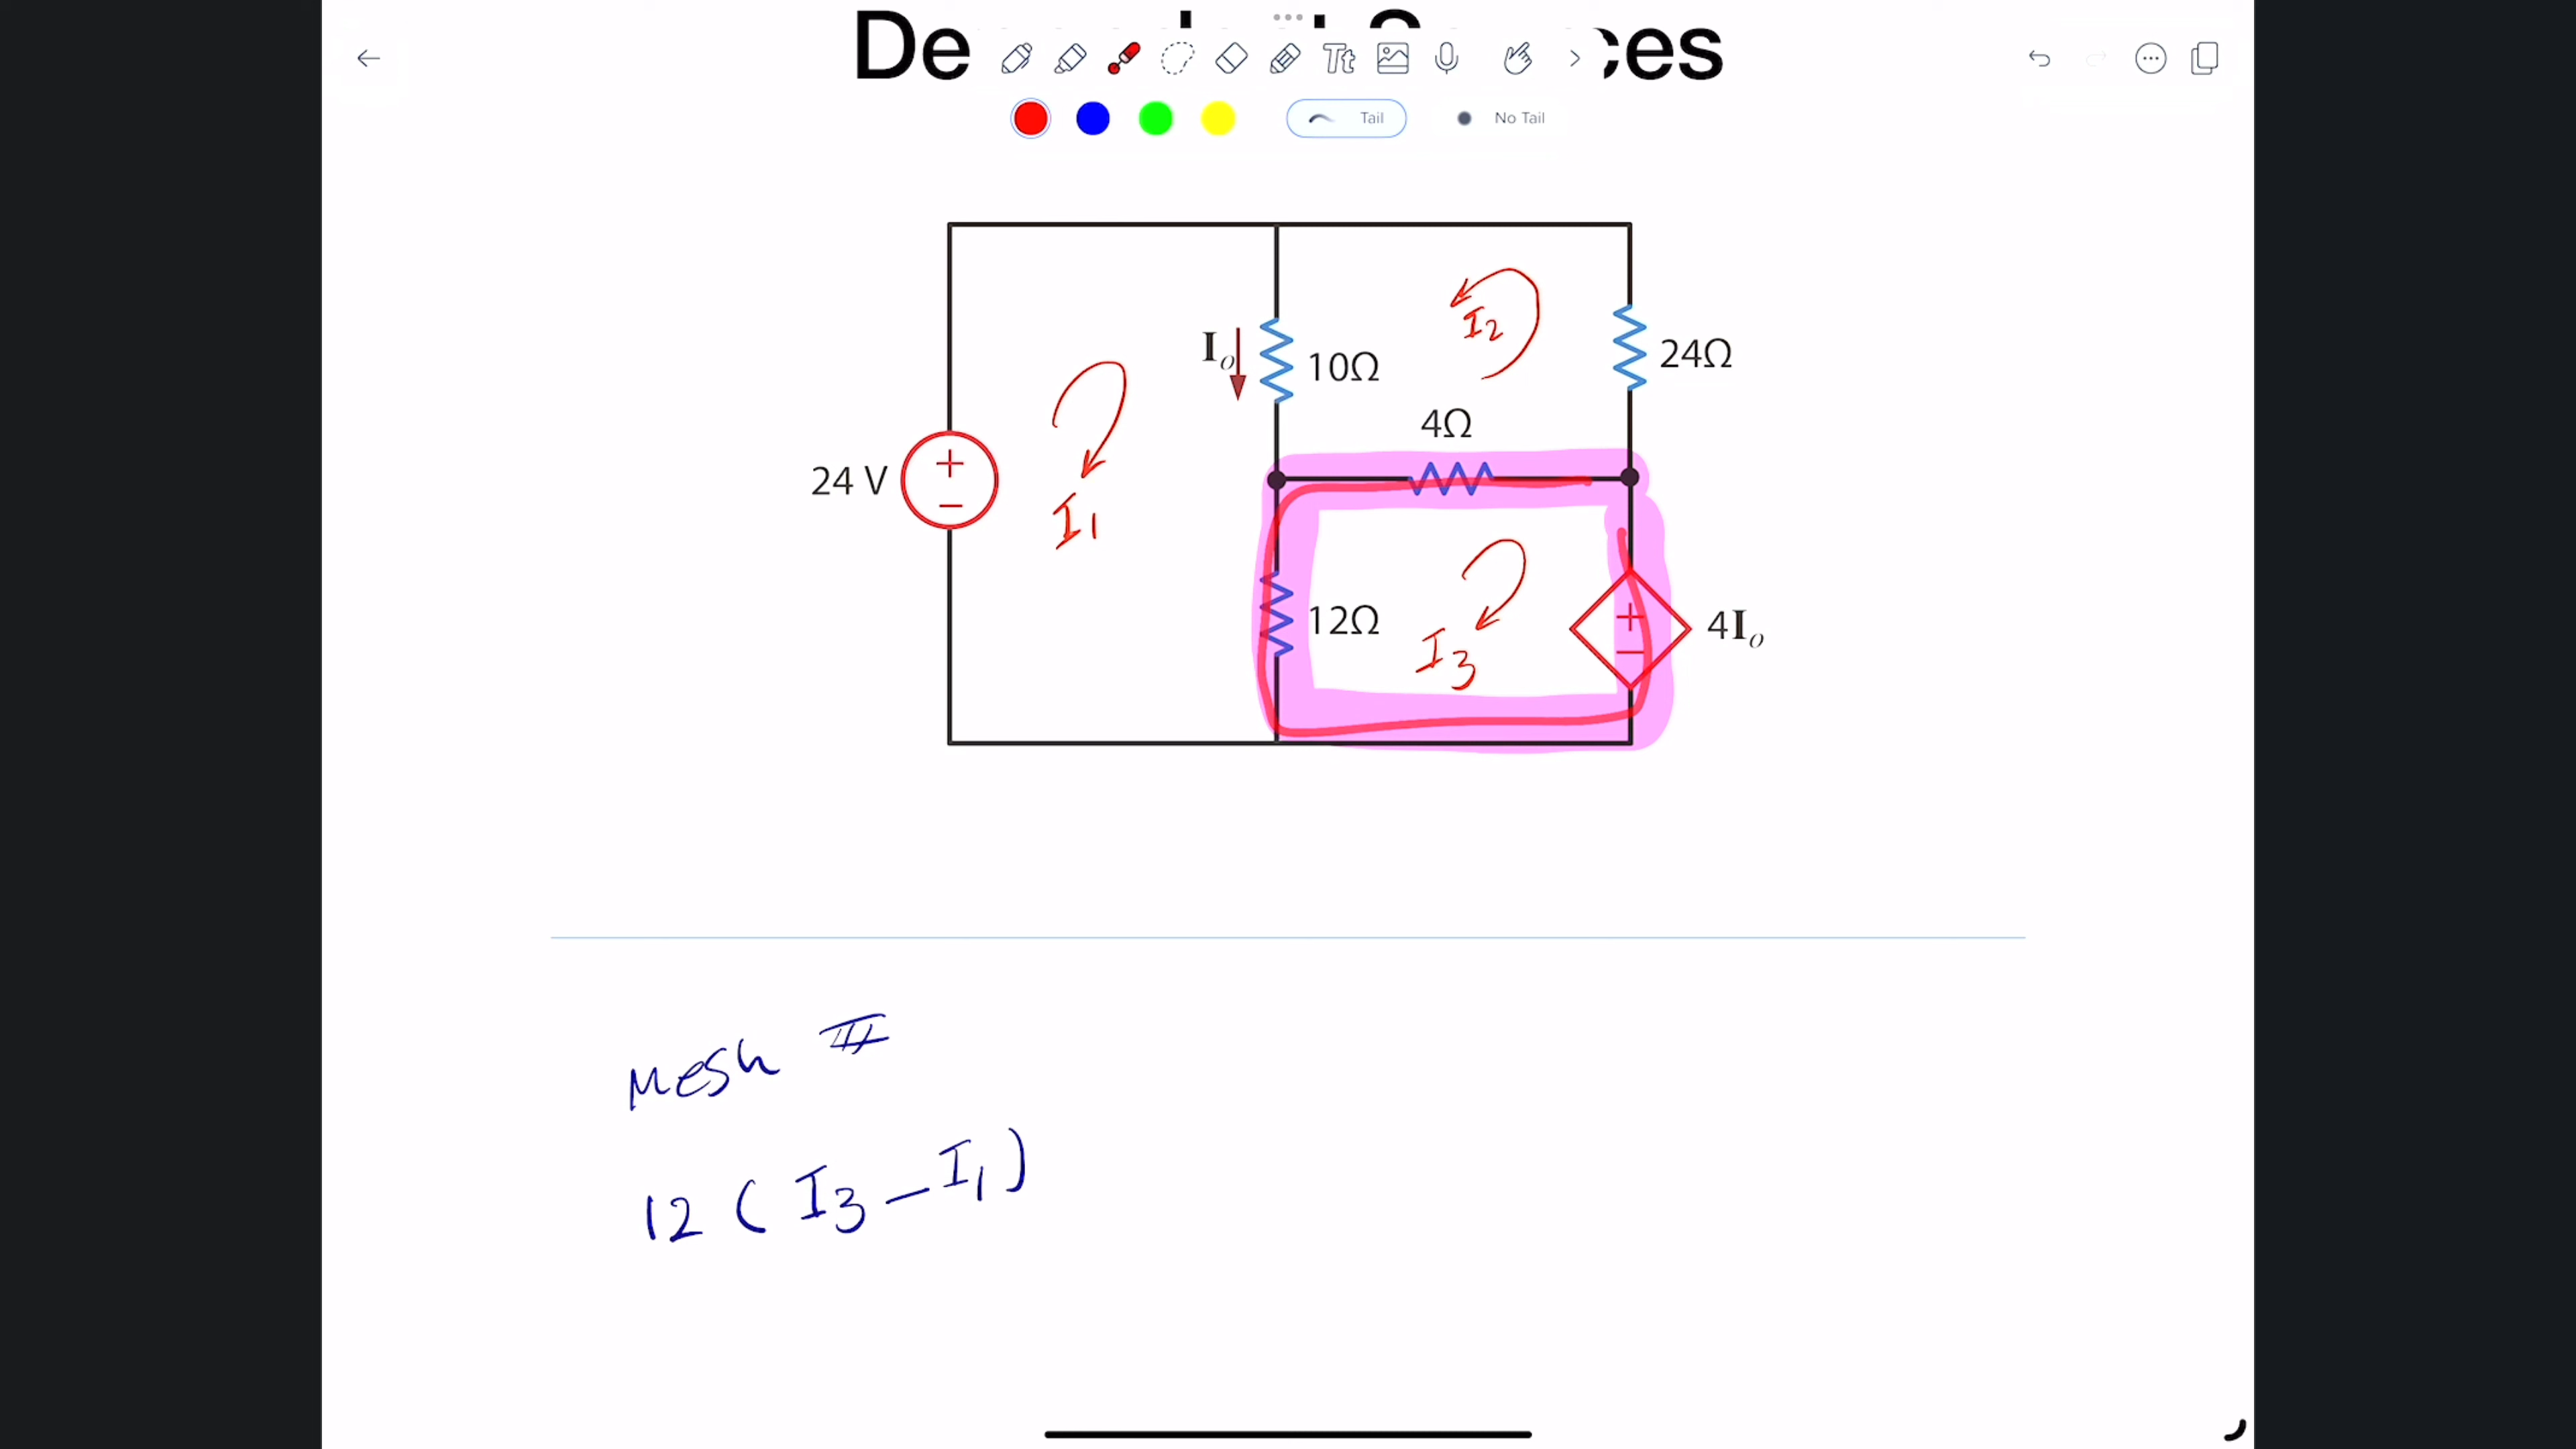 De ces
Tt
Tail
No Tail
I2
Io
10Ω
24Ω
4Ω
24 V
+
−
I1
12Ω
I3
+
−
4Io
Mesh III
12 ( I3 − I1 )